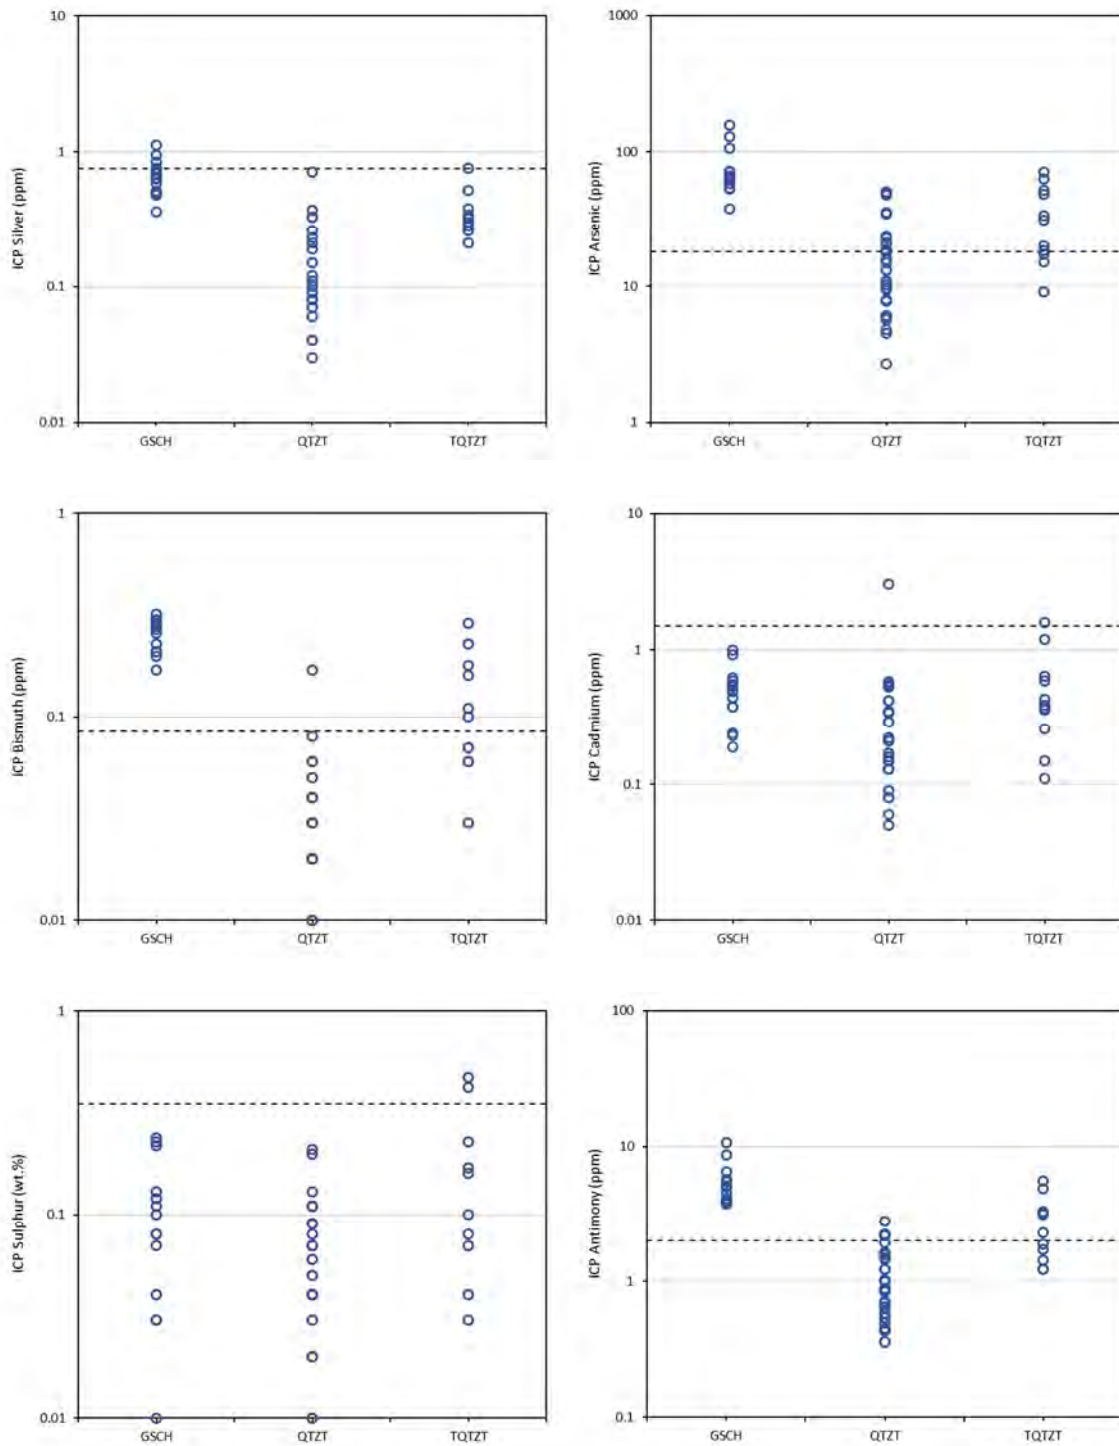 10
1
0.1
0.01
ICP Silver (ppm)
GSCH QTZT TQTZT
1000
100
10
1
ICP Arsenic (ppm)
GSCH QTZT TQTZT
1
0.1
0.01
ICP Bismuth (ppm)
GSCH QTZT TQTZT
10
1
0.1
0.01
ICP Cadmium (ppm)
GSCH QTZT TQTZT
1
0.1
0.01
ICP Sulphur (wt.%)
GSCH QTZT TQTZT
100
10
1
0.1
ICP Antimony (ppm)
GSCH QTZT TQTZT